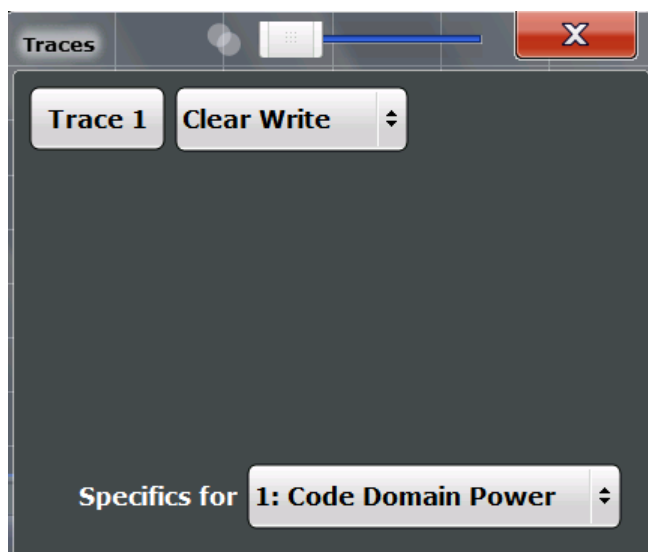 Traces X
Trace 1 Clear Write
Specifics for 1: Code Domain Power